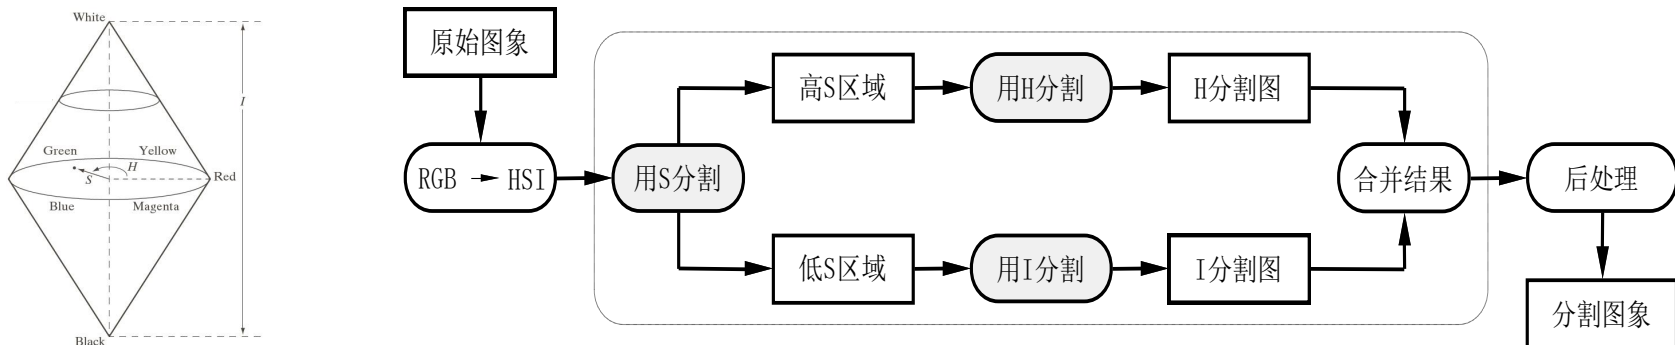 White
I
Green
Yellow
H
S
Red
Blue
Magenta
Black
原始图象
RGB → HSI
用S分割
高S区域
用H分割
H分割图
低S区域
用I分割
I分割图
合并结果
后处理
分割图象